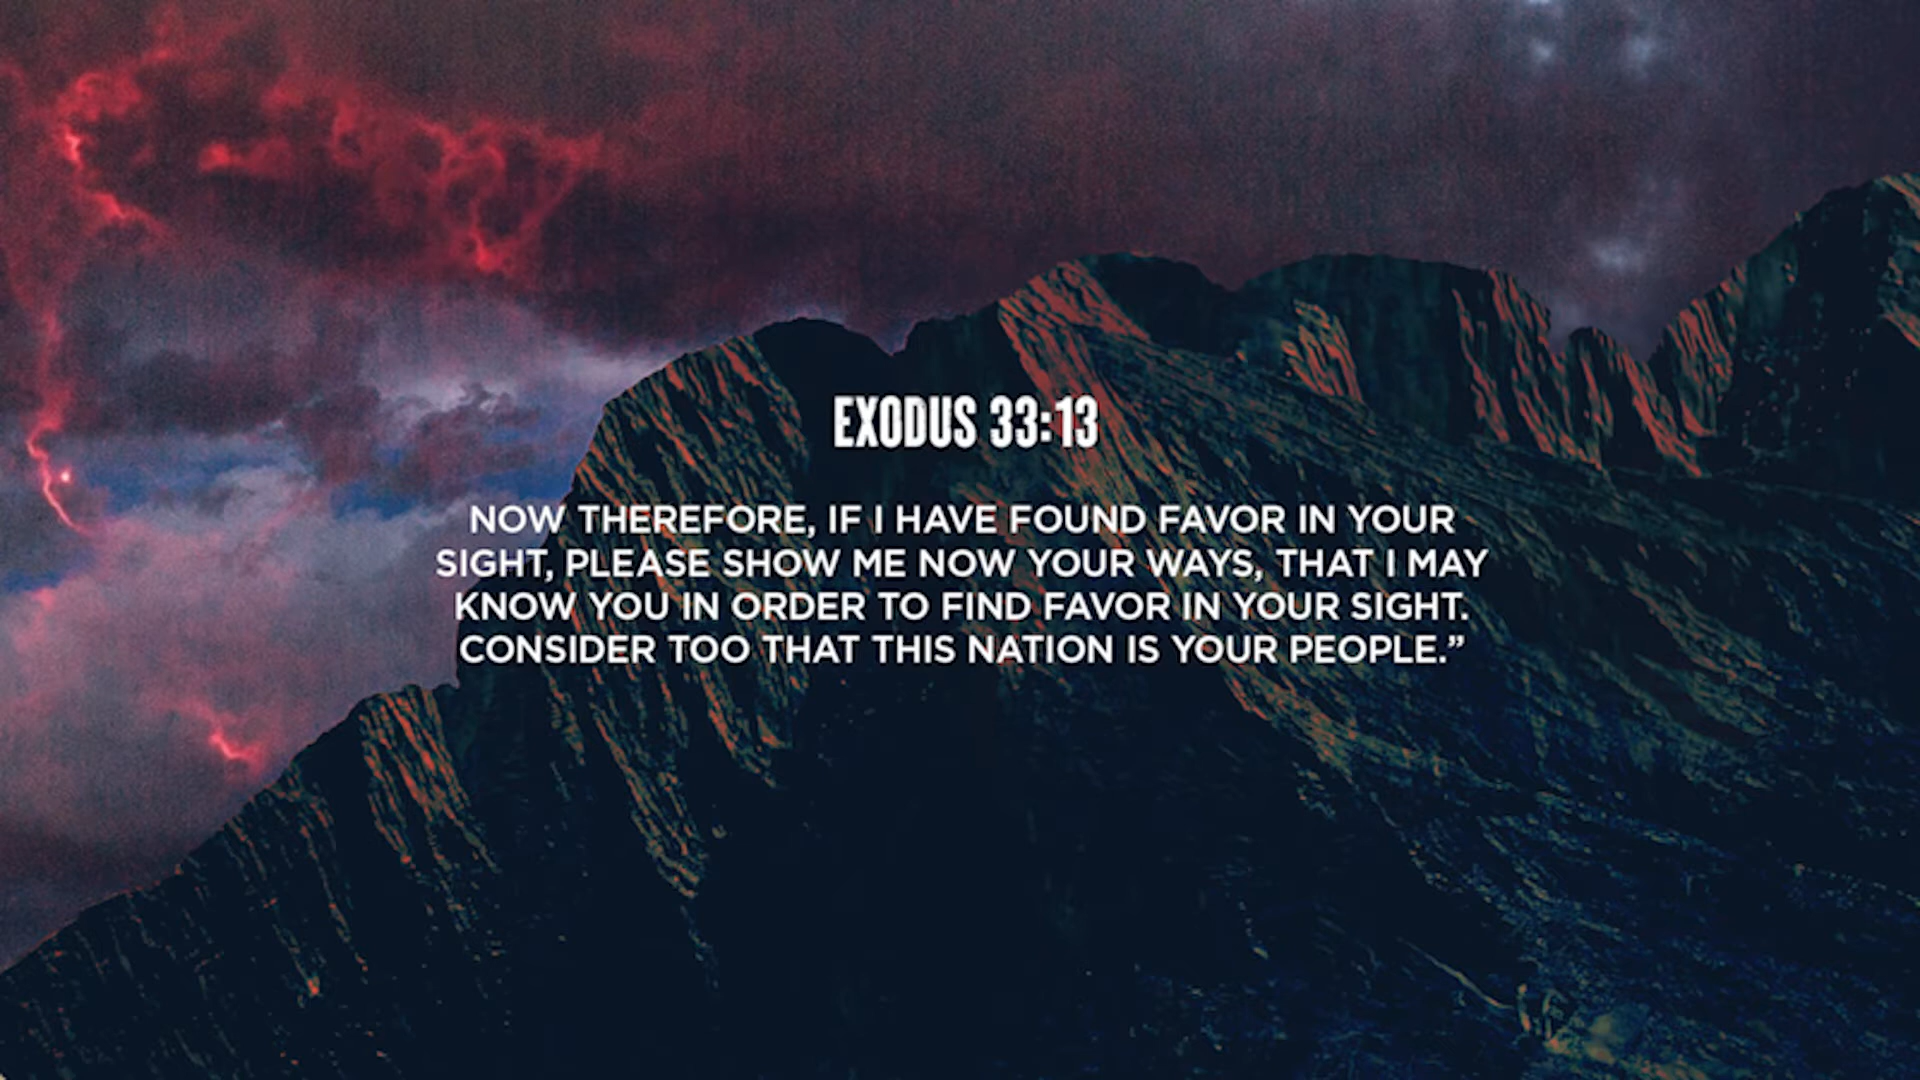 EXODUS 33:13
NOW THEREFORE, IF I HAVE FOUND FAVOR IN YOUR
SIGHT, PLEASE SHOW ME NOW YOUR WAYS, THAT I MAY
KNOW YOU IN ORDER TO FIND FAVOR IN YOUR SIGHT.
CONSIDER TOO THAT THIS NATION IS YOUR PEOPLE.”